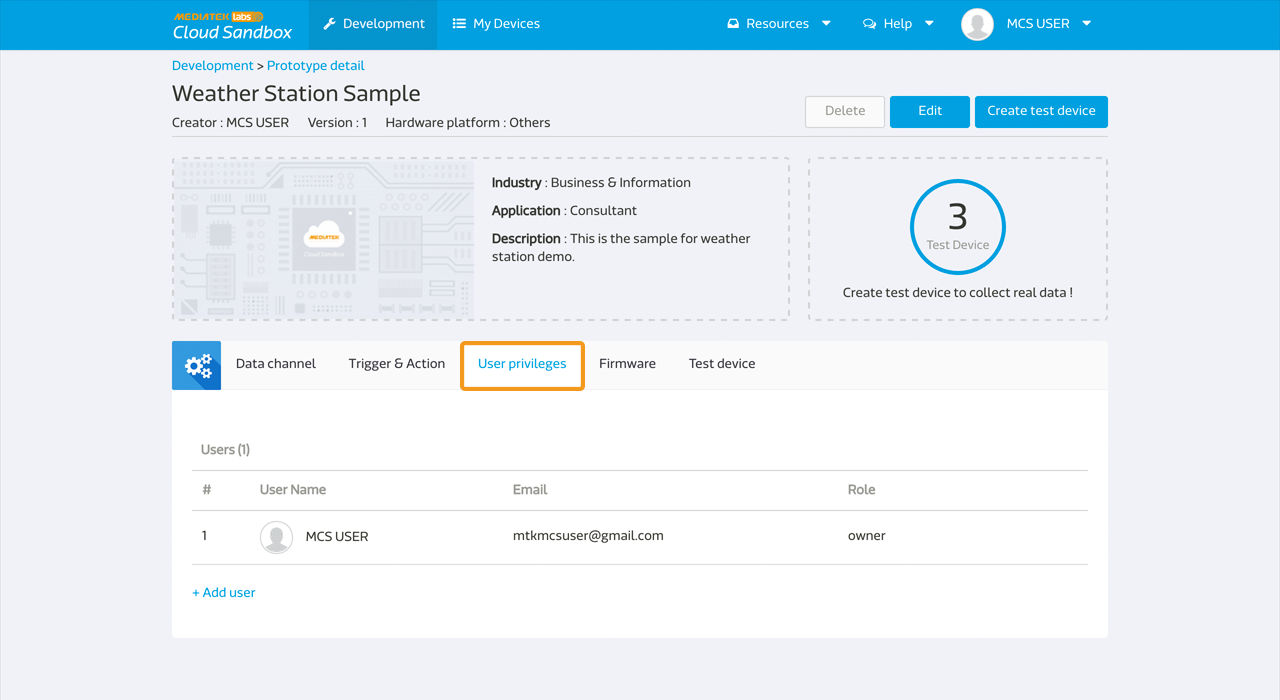 MEDIATEK labs
Cloud Sandbox
Development
My Devices
Resources
Help
MCS USER
Development > Prototype detail
Weather Station Sample
Creator : MCS USER Version : 1 Hardware platform : Others
Delete
Edit
Create test device
MEDIATEK
Cloud Sandbox
Industry : Business & Information
Application : Consultant
Description : This is the sample for weather
station demo.
3
Test Device
Create test device to collect real data !
Data channel
Trigger & Action
User privileges
Firmware
Test device
Users (1)
# User Name Email Role
1 MCS USER mtkmcsuser@gmail.com owner
+ Add user